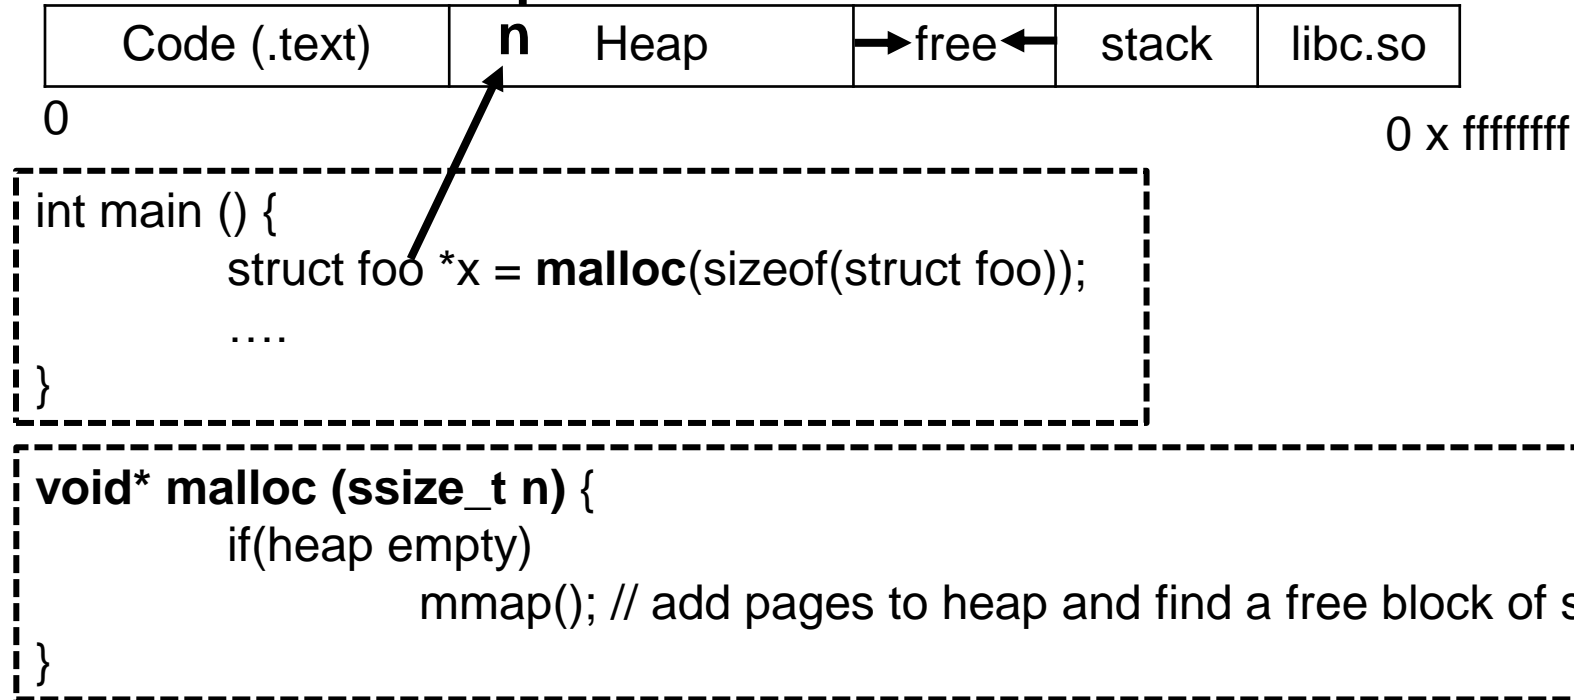 Code (.text) n Heap free stack libc.so
0 0 x ffffffff
int main () {
struct foo *x = malloc(sizeof(struct foo));
….
}
void* malloc (ssize_t n) {
if(heap empty)
mmap(); // add pages to heap and find a free block of
}